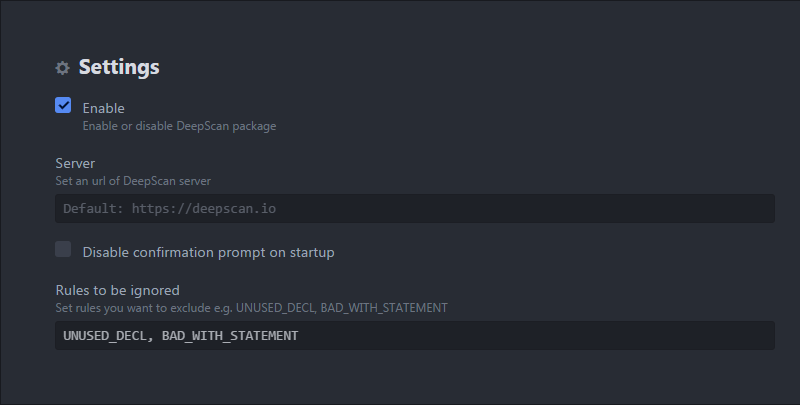 Settings
Enable
Enable or disable DeepScan package
Server
Set an url of DeepScan server
Default: https://deepscan.io
Disable confirmation prompt on startup
Rules to be ignored
Set rules you want to exclude e.g. UNUSED_DECL, BAD_WITH_STATEMENT
UNUSED_DECL, BAD_WITH_STATEMENT